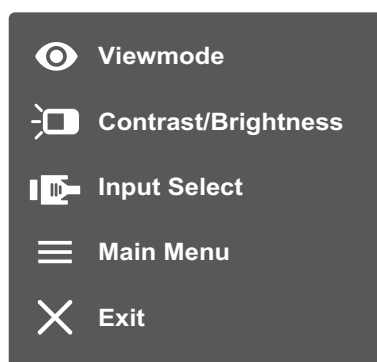 Viewmode
Contrast/Brightness
Input Select
Main Menu
Exit